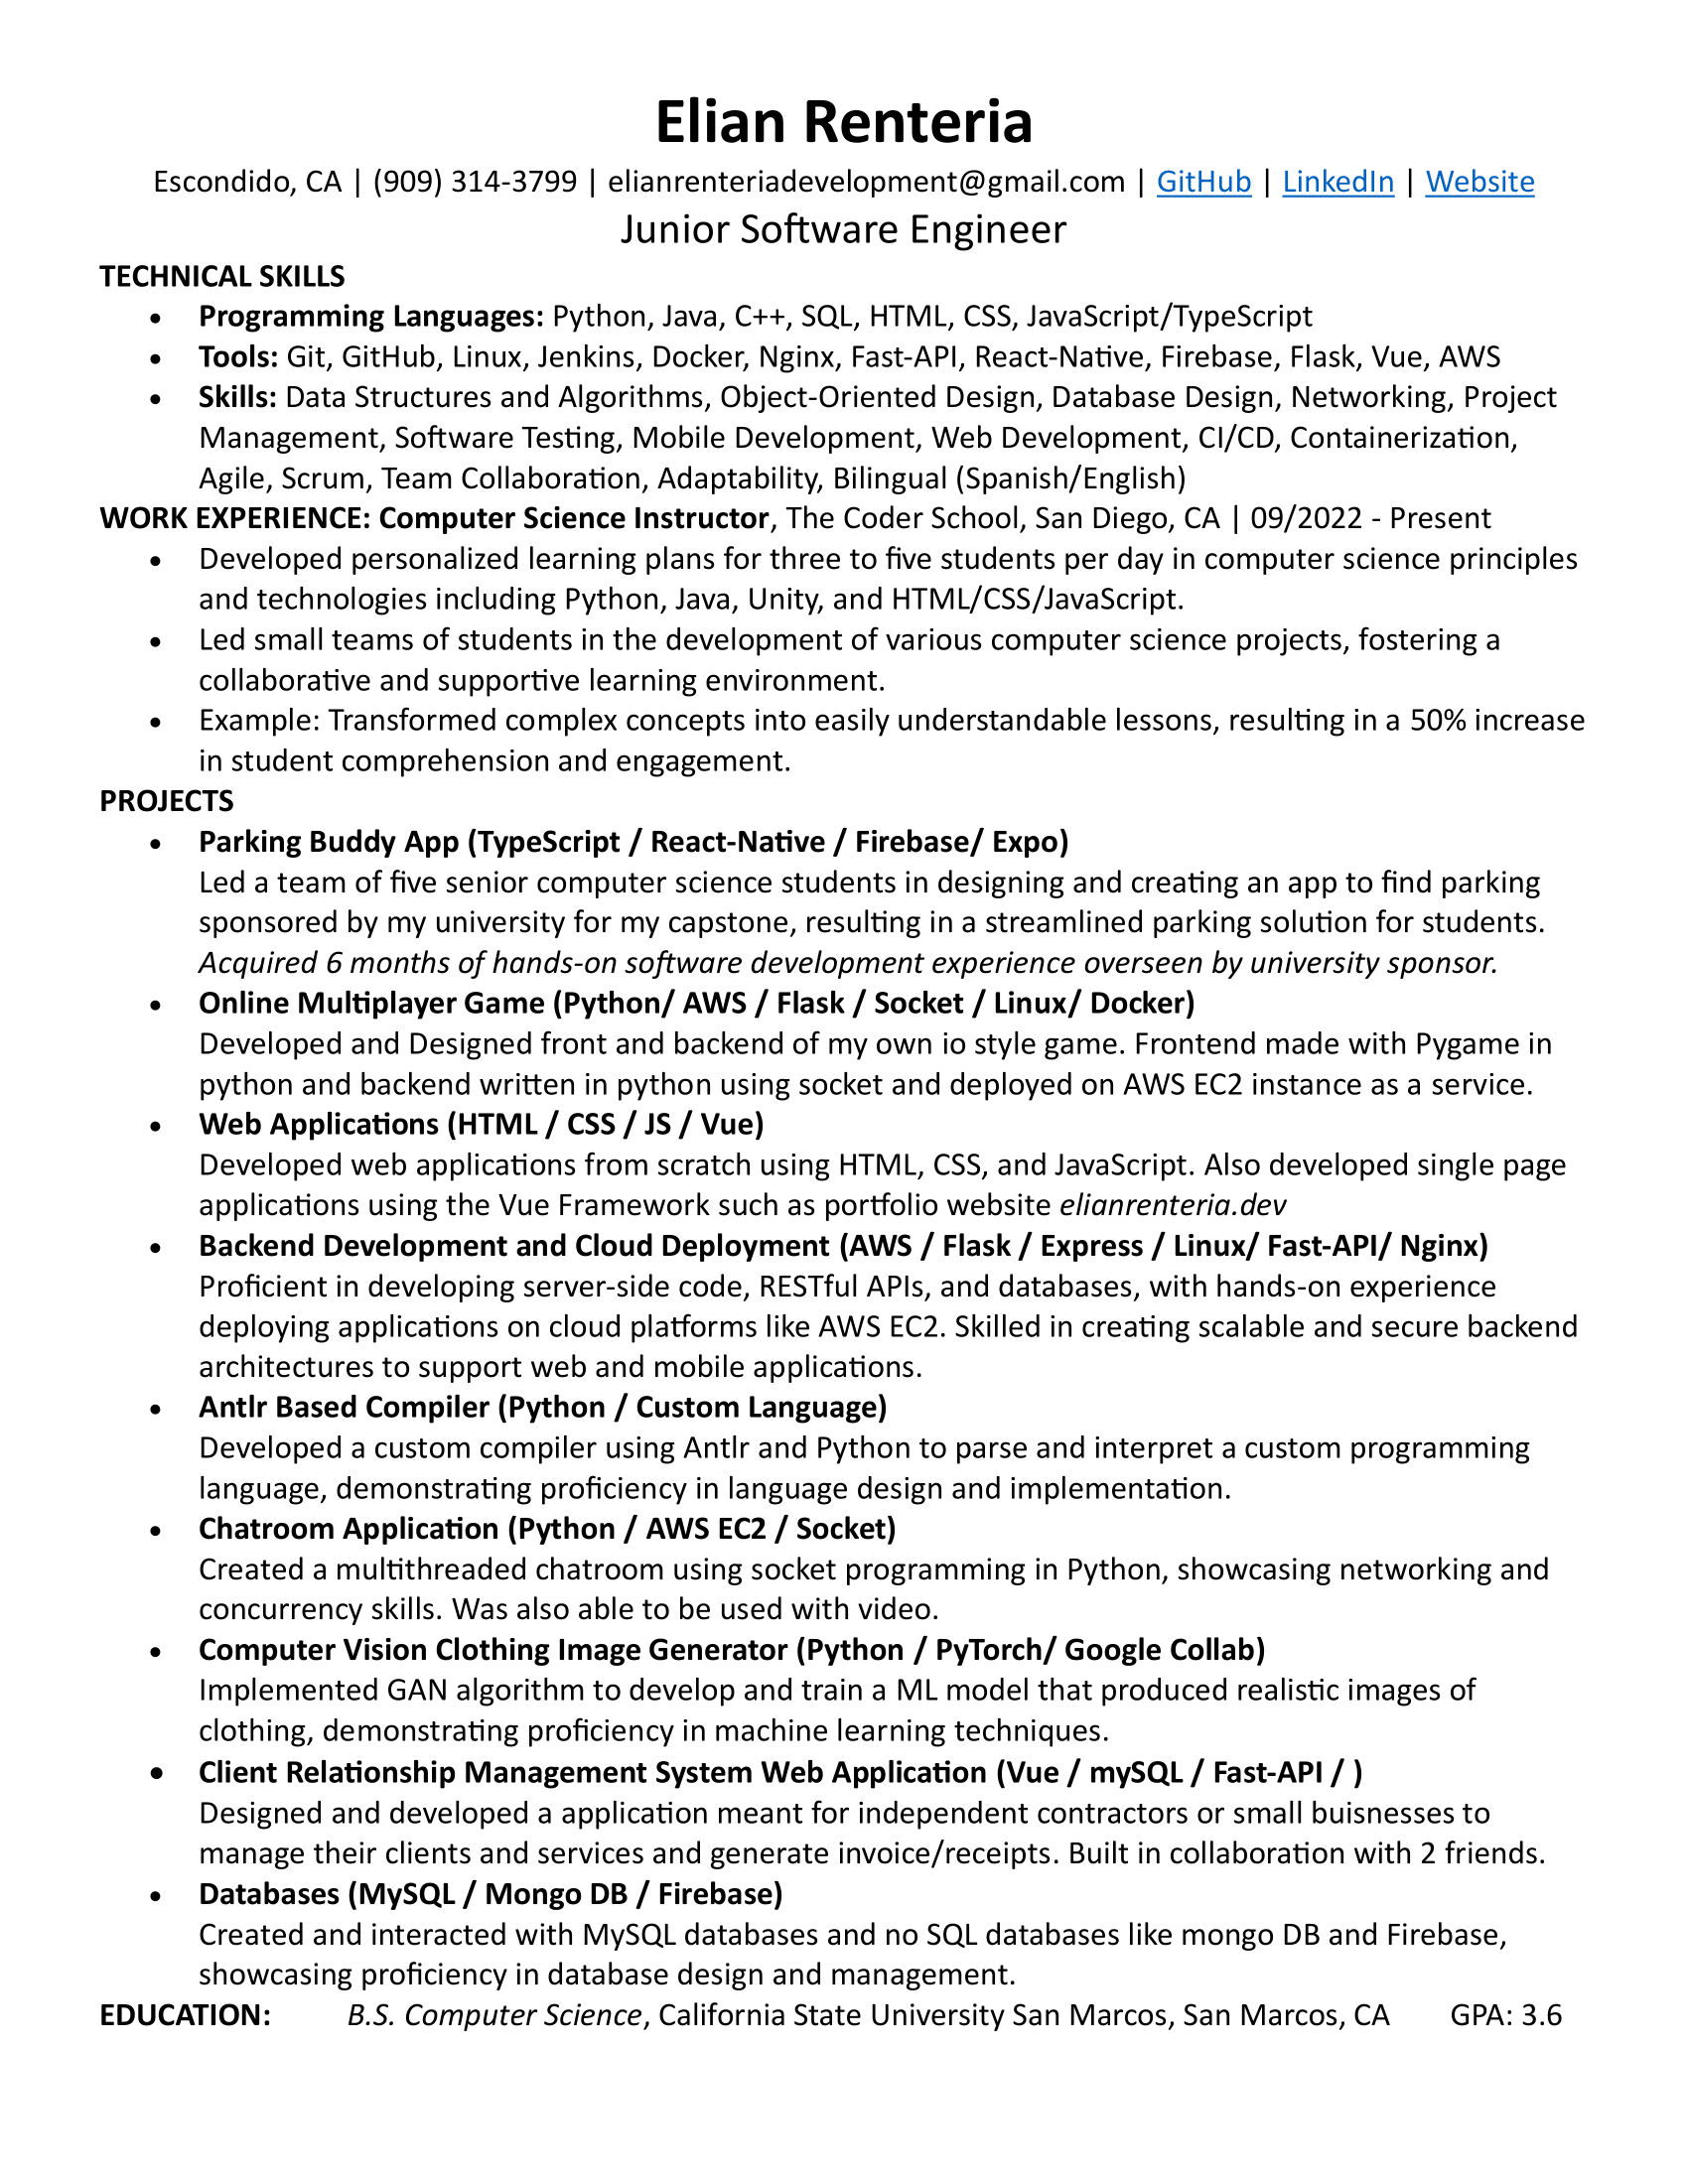 Elian Renteria
Escondido, CA | (909) 314-3799 | elianrenteriadevelopment@gmail.com | GitHub | LinkedIn | Website
Junior Software Engineer
TECHNICAL SKILLS
• Programming Languages: Python, Java, C++, SQL, HTML, CSS, JavaScript/TypeScript
• Tools: Git, GitHub, Linux, Jenkins, Docker, Nginx, Fast-API, React-Native, Firebase, Flask, Vue, AWS
• Skills: Data Structures and Algorithms, Object-Oriented Design, Database Design, Networking, Project
Management, Software Testing, Mobile Development, Web Development, CI/CD, Containerization,
Agile, Scrum, Team Collaboration, Adaptability, Bilingual (Spanish/English)
WORK EXPERIENCE: Computer Science Instructor, The Coder School, San Diego, CA | 09/2022 - Present
• Developed personalized learning plans for three to five students per day in computer science principles
and technologies including Python, Java, Unity, and HTML/CSS/JavaScript.
• Led small teams of students in the development of various computer science projects, fostering a
collaborative and supportive learning environment.
• Example: Transformed complex concepts into easily understandable lessons, resulting in a 50% increase
in student comprehension and engagement.
PROJECTS
• Parking Buddy App (TypeScript / React-Native / Firebase/ Expo)
Led a team of five senior computer science students in designing and creating an app to find parking
sponsored by my university for my capstone, resulting in a streamlined parking solution for students.
Acquired 6 months of hands-on software development experience overseen by university sponsor.
• Online Multiplayer Game (Python/ AWS / Flask / Socket / Linux/ Docker)
Developed and Designed front and backend of my own io style game. Frontend made with Pygame in
python and backend written in python using socket and deployed on AWS EC2 instance as a service.
• Web Applications (HTML / CSS / JS / Vue)
Developed web applications from scratch using HTML, CSS, and JavaScript. Also developed single page
applications using the Vue Framework such as portfolio website elianrenteria.dev
• Backend Development and Cloud Deployment (AWS / Flask / Express / Linux/ Fast-API/ Nginx)
Proficient in developing server-side code, RESTful APIs, and databases, with hands-on experience
deploying applications on cloud platforms like AWS EC2. Skilled in creating scalable and secure backend
architectures to support web and mobile applications.
• Antlr Based Compiler (Python / Custom Language)
Developed a custom compiler using Antlr and Python to parse and interpret a custom programming
language, demonstrating proficiency in language design and implementation.
• Chatroom Application (Python / AWS EC2 / Socket)
Created a multithreaded chatroom using socket programming in Python, showcasing networking and
concurrency skills. Was also able to be used with video.
• Computer Vision Clothing Image Generator (Python / PyTorch/ Google Collab)
Implemented GAN algorithm to develop and train a ML model that produced realistic images of
clothing, demonstrating proficiency in machine learning techniques.
• Client Relationship Management System Web Application (Vue / mySQL / Fast-API / )
Designed and developed a application meant for independent contractors or small buisnesses to
manage their clients and services and generate invoice/receipts. Built in collaboration with 2 friends.
• Databases (MySQL / Mongo DB / Firebase)
Created and interacted with MySQL databases and no SQL databases like mongo DB and Firebase,
showcasing proficiency in database design and management.
EDUCATION: B.S. Computer Science, California State University San Marcos, San Marcos, CA GPA: 3.6